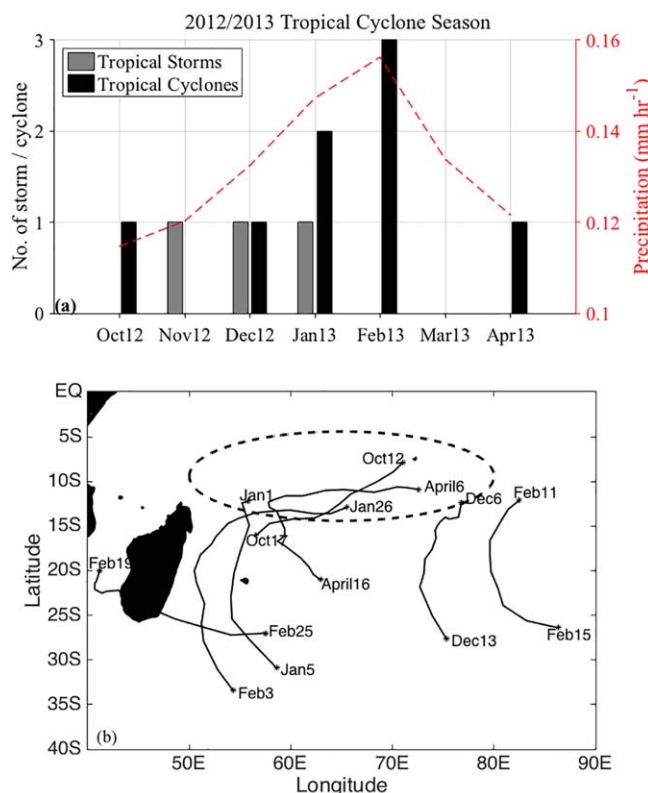 2012/2013 Tropical Cyclone Season
3
2
1
0
No. of storm / cyclone
Tropical Storms
Tropical Cyclones
(a)
0.16
0.14
0.12
0.1
Precipitation (mm hr⁻¹)
Oct12 Nov12 Dec12 Jan13 Feb13 Mar13 Apr13
EQ
5S
10S
15S
20S
25S
30S
35S
40S
Latitude
Oct12
Jan1
April6
Dec6
Feb11
Jan26
Oct17
Feb19
April16
Feb25
Dec13
Feb15
Jan5
Feb3
(b)
50E 60E 70E 80E 90E
Longitude